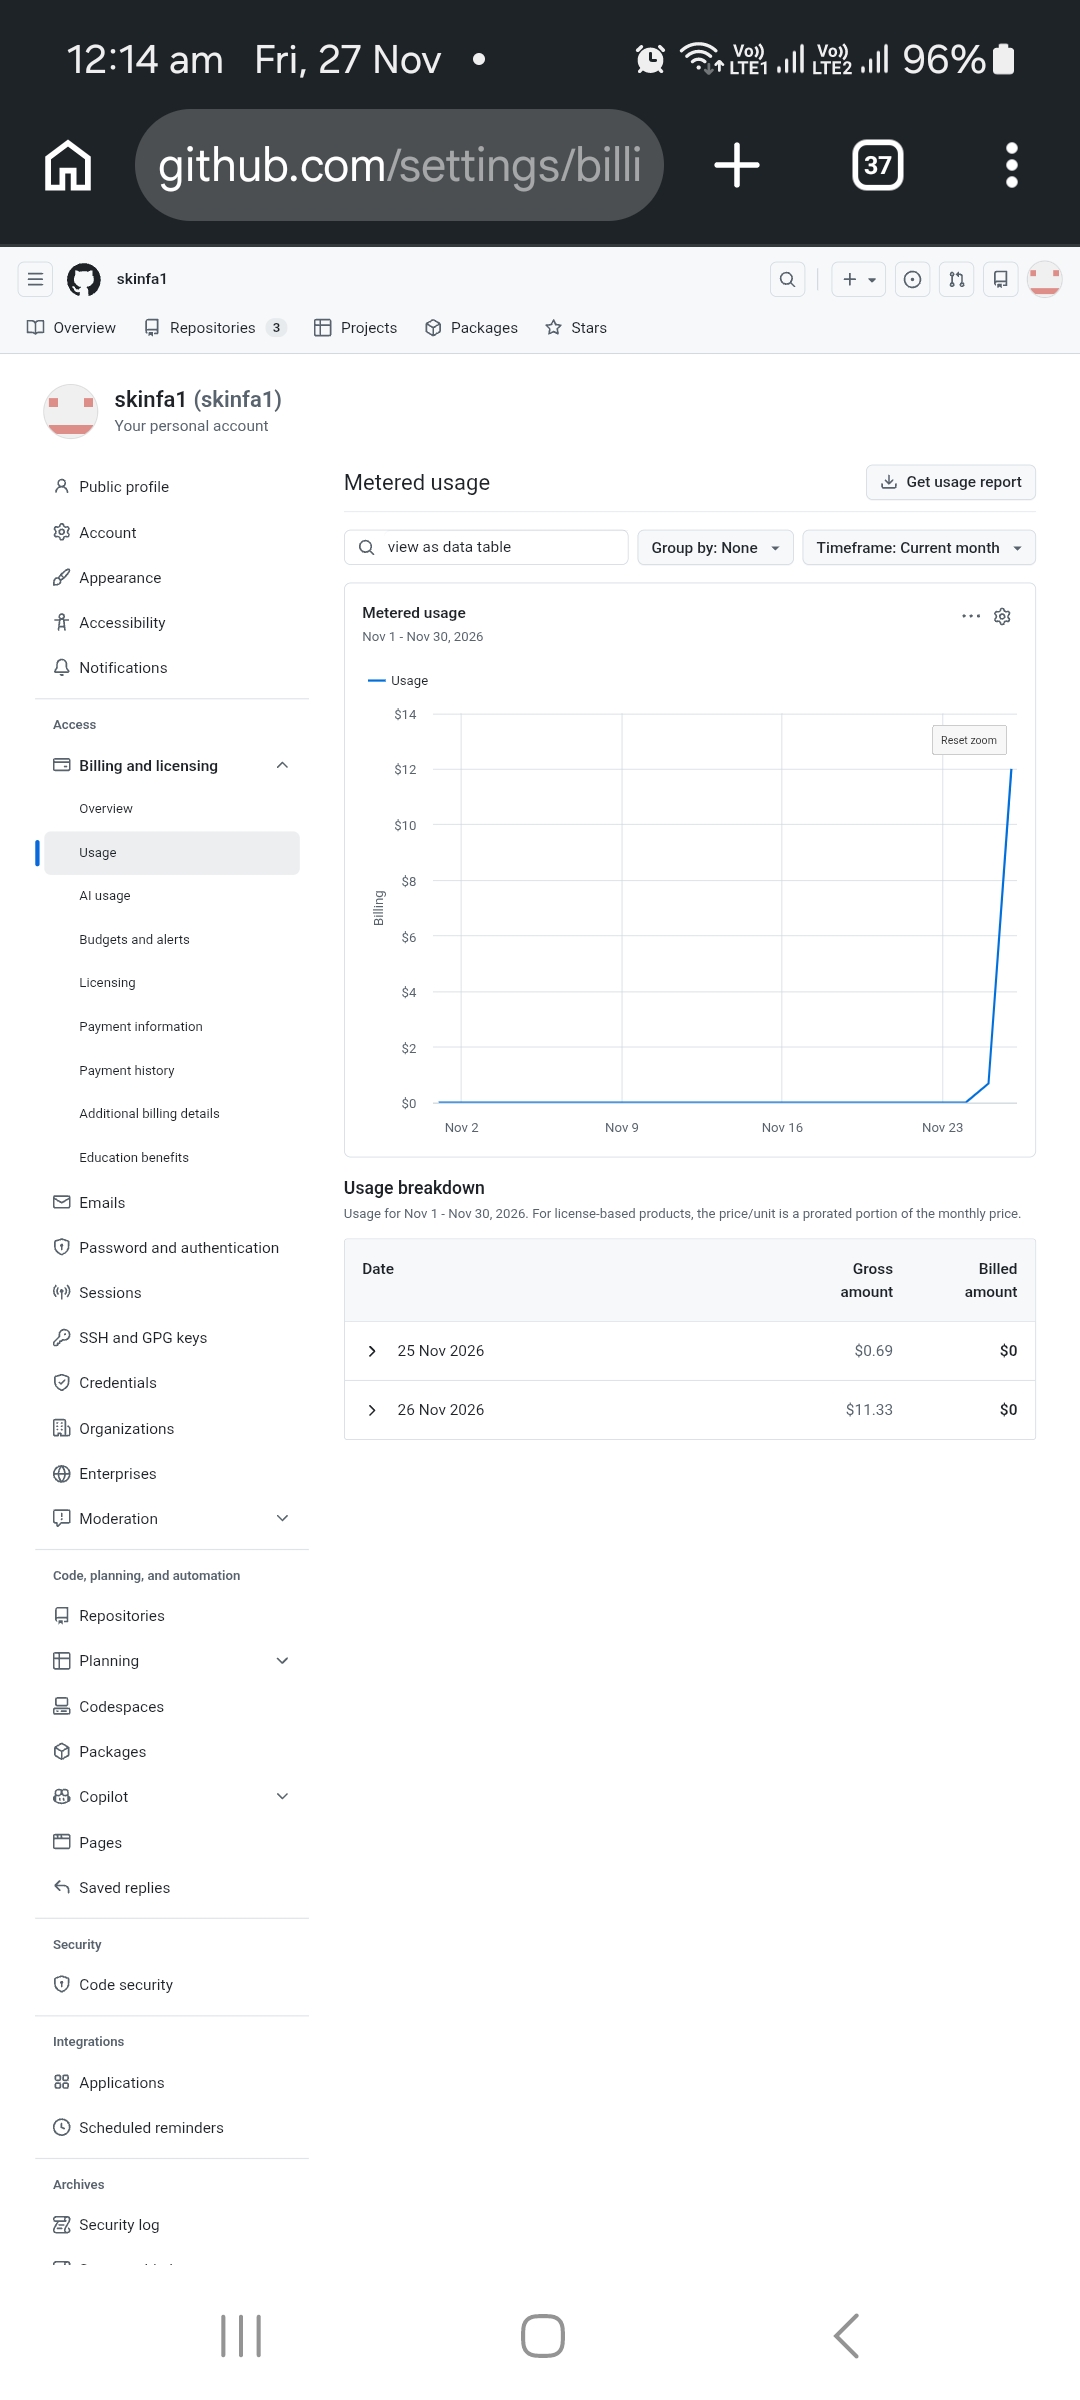 12:14 am Fri, 27 Nov
Vo)) LTE1 Vo)) LTE2 96%
github.com/settings/billi
37
skinfa1
Overview
Repositories 3
Projects
Packages
Stars
skinfa1 (skinfa1)
Your personal account
Public profile
Account
Appearance
Accessibility
Notifications
Access
Billing and licensing
Overview
Usage
AI usage
Budgets and alerts
Licensing
Payment information
Payment history
Additional billing details
Education benefits
Emails
Password and authentication
Sessions
SSH and GPG keys
Credentials
Organizations
Enterprises
Moderation
Code, planning, and automation
Repositories
Planning
Codespaces
Packages
Copilot
Pages
Saved replies
Security
Code security
Integrations
Applications
Scheduled reminders
Archives
Security log
Metered usage
Get usage report
view as data table
Group by: None
Timeframe: Current month
Metered usage
Nov 1 - Nov 30, 2026
Usage
Reset zoom
Billing
$14
$12
$10
$8
$6
$4
$2
$0
Nov 2 Nov 9 Nov 16 Nov 23
Usage breakdown
Usage for Nov 1 - Nov 30, 2026. For license-based products, the price/unit is a prorated portion of the monthly price.
Date Gross amount Billed amount
25 Nov 2026 $0.69 $0
26 Nov 2026 $11.33 $0